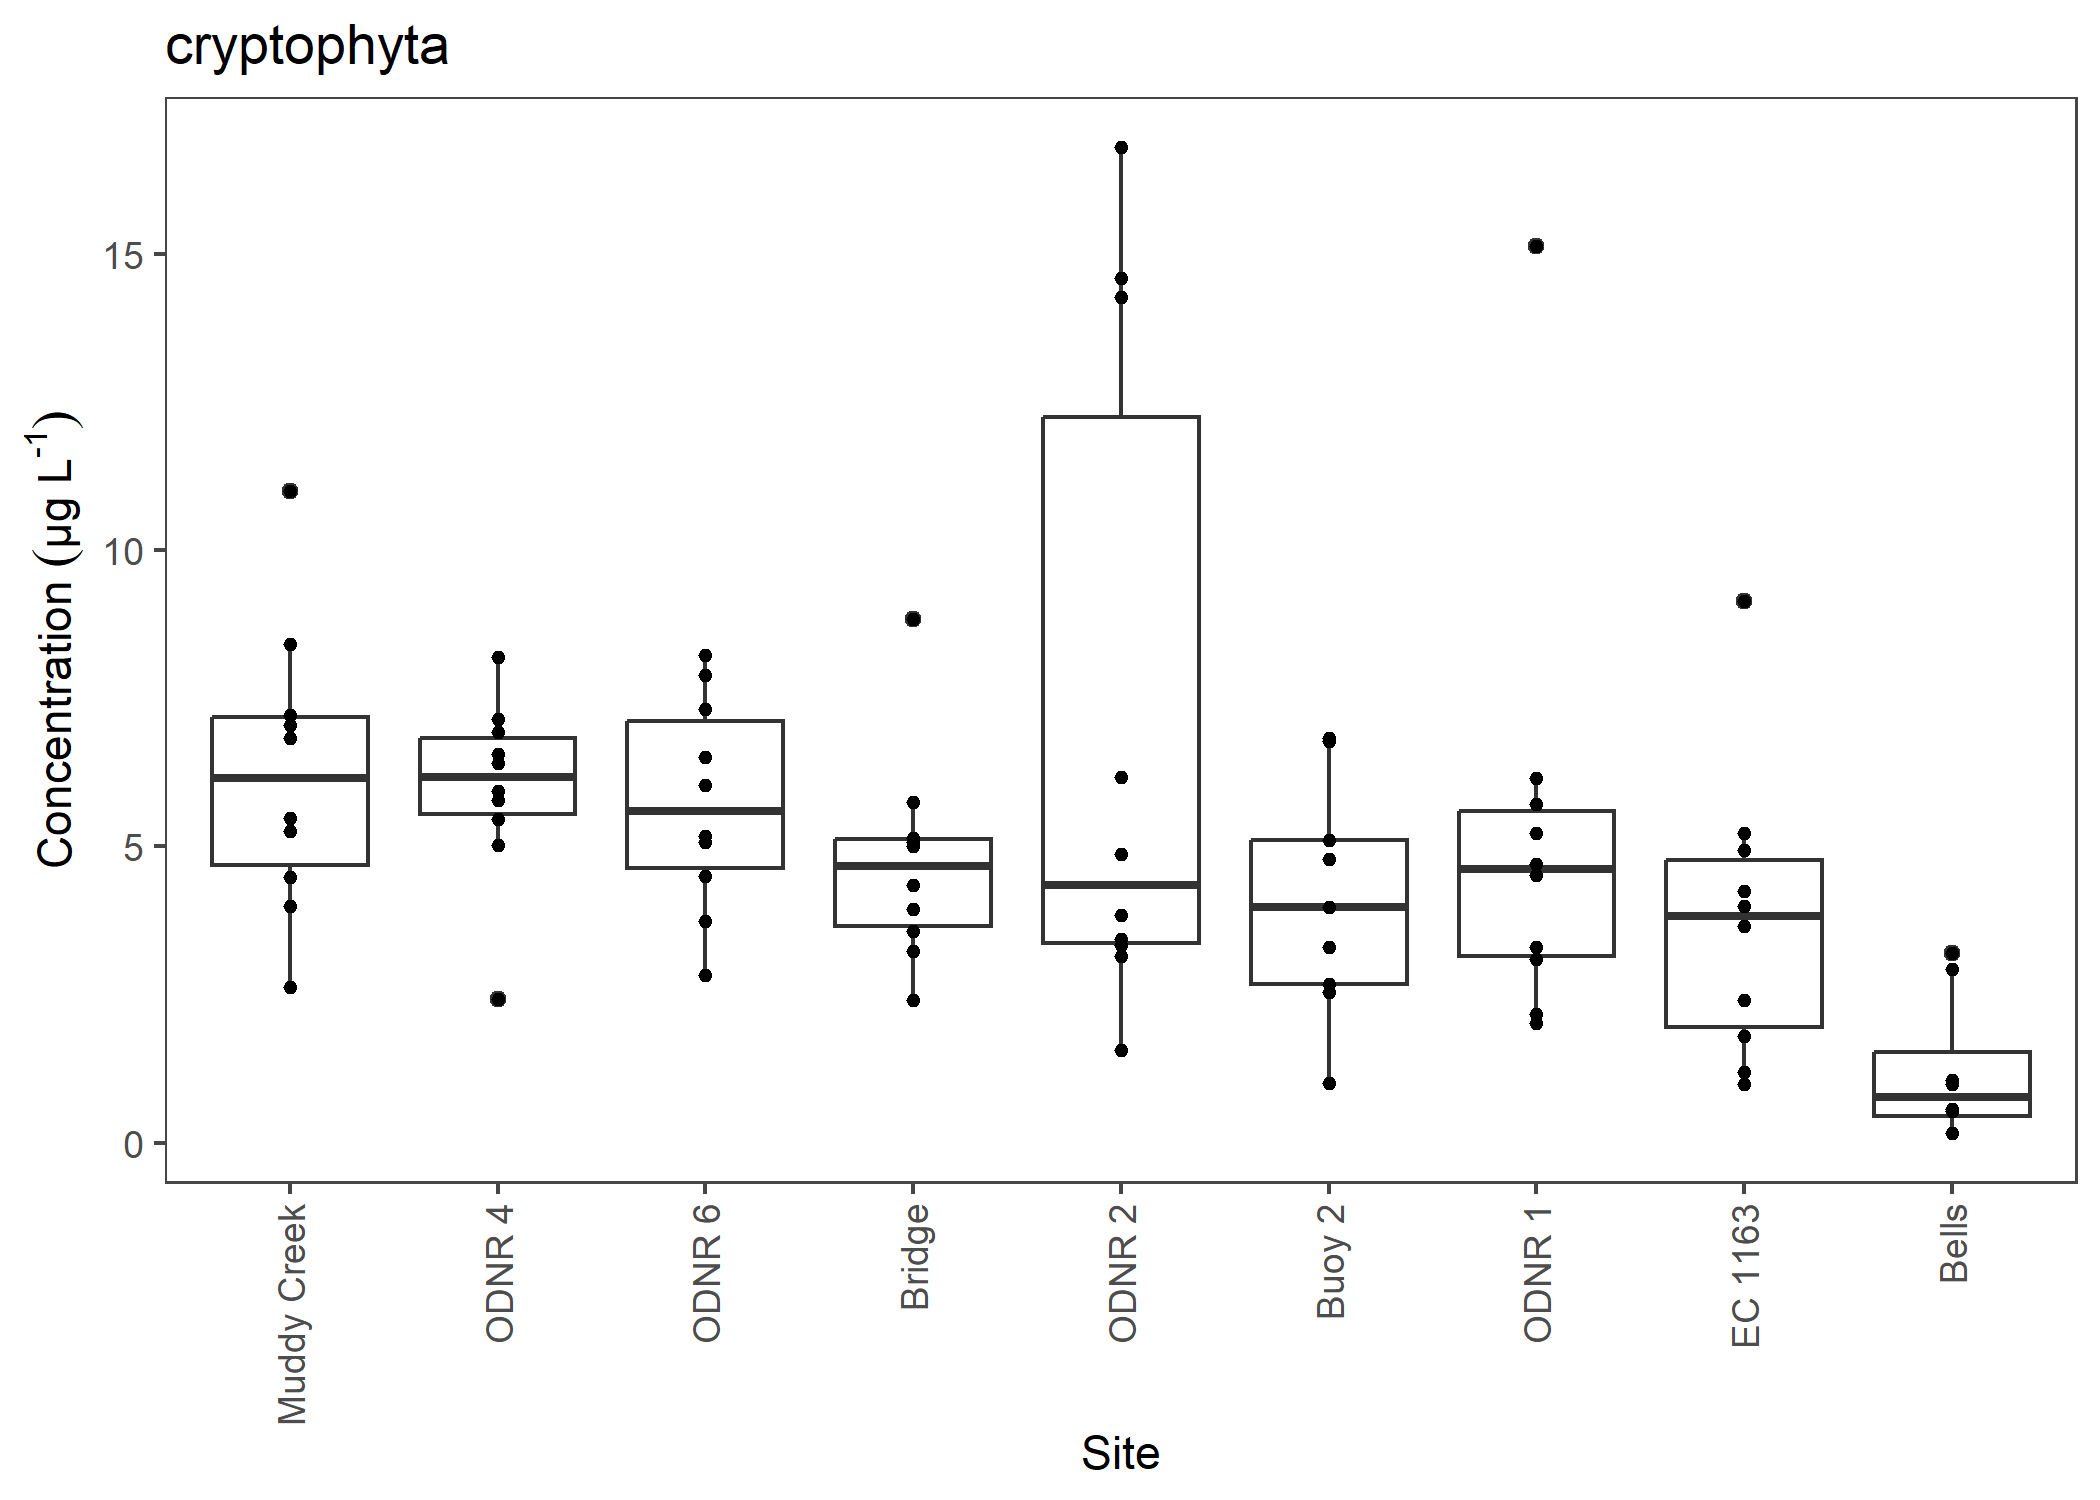 cryptophyta
Concentration (µg L⁻¹)
15
10
5
0
Muddy Creek
ODNR 4
ODNR 6
Bridge
ODNR 2
Buoy 2
ODNR 1
EC 1163
Bells
Site